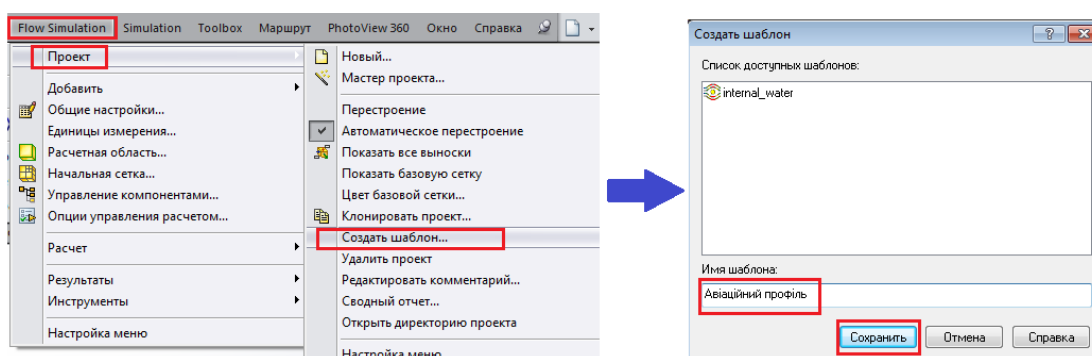 Flow Simulation Simulation Toolbox Маршрут PhotoView 360 Окно Справка
Проект
Добавить
Общие настройки...
Единицы измерения...
Расчетная область...
Начальная сетка...
Управление компонентами...
Опции управления расчетом...
Расчет
Результаты
Инструменты
Настройка меню
Новый...
Мастер проекта...
Перестроение
Автоматическое перестроение
Показать все выноски
Показать базовую сетку
Цвет базовой сетки...
Клонировать проект...
Создать шаблон...
Удалить проект
Редактировать комментарий...
Сводный отчет...
Открыть директорию проекта
Настройка меню
Создать шаблон
Список доступных шаблонов:
internal_water
Имя шаблона:
Авіаційний профіль
Сохранить Отмена Справка